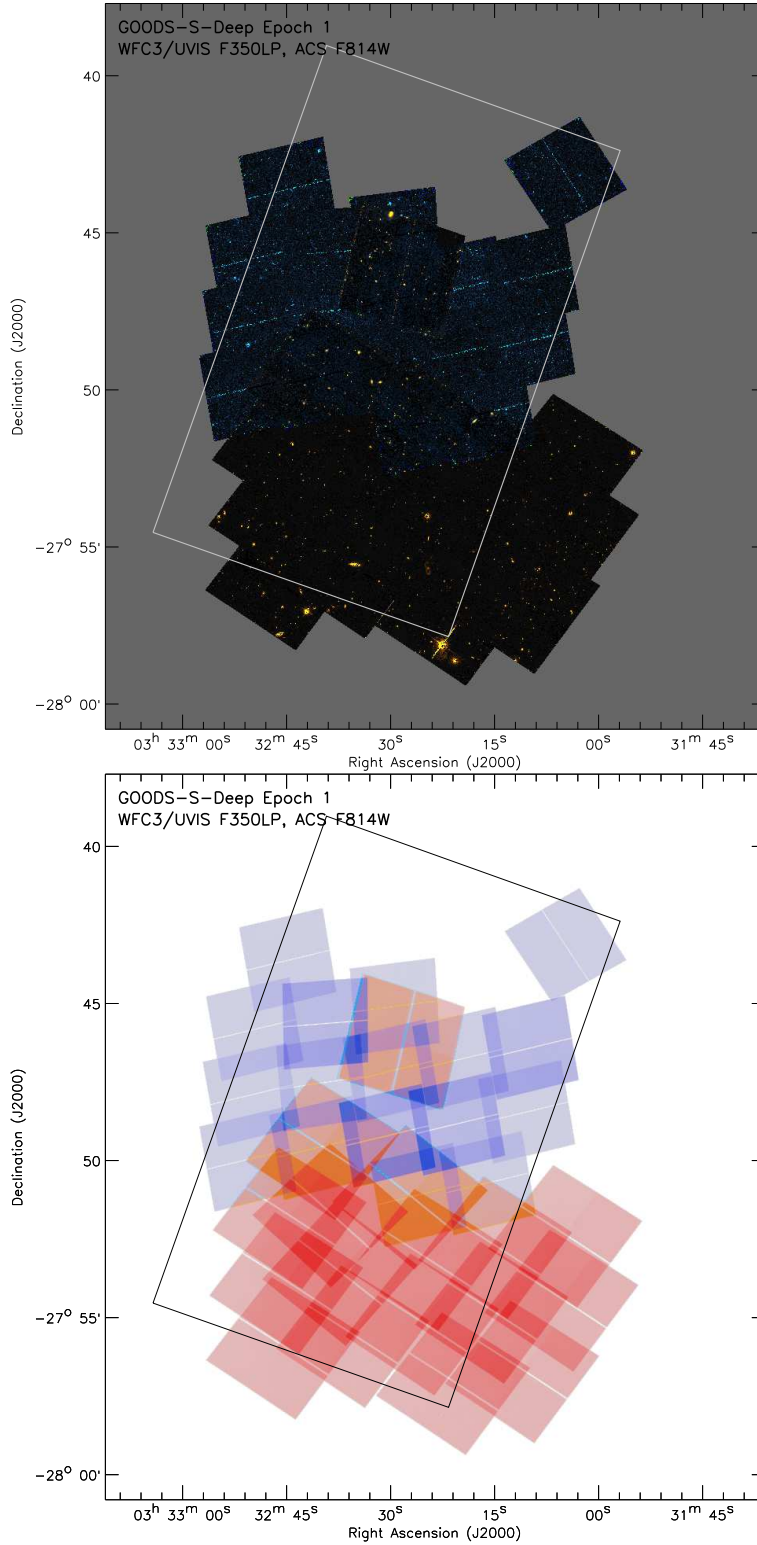 GOODS-S-Deep Epoch 1
WFC3/UVIS F350LP, ACS F814W
40
45
50
-27° 55'
-28° 00'
Declination (J2000)
03h 33m 00s
32m 45s
30s
15s
00s
31m 45s
Right Ascension (J2000)
GOODS-S-Deep Epoch 1
WFC3/UVIS F350LP, ACS F814W
40
45
50
-27° 55'
-28° 00'
Declination (J2000)
03h 33m 00s
32m 45s
30s
15s
00s
31m 45s
Right Ascension (J2000)